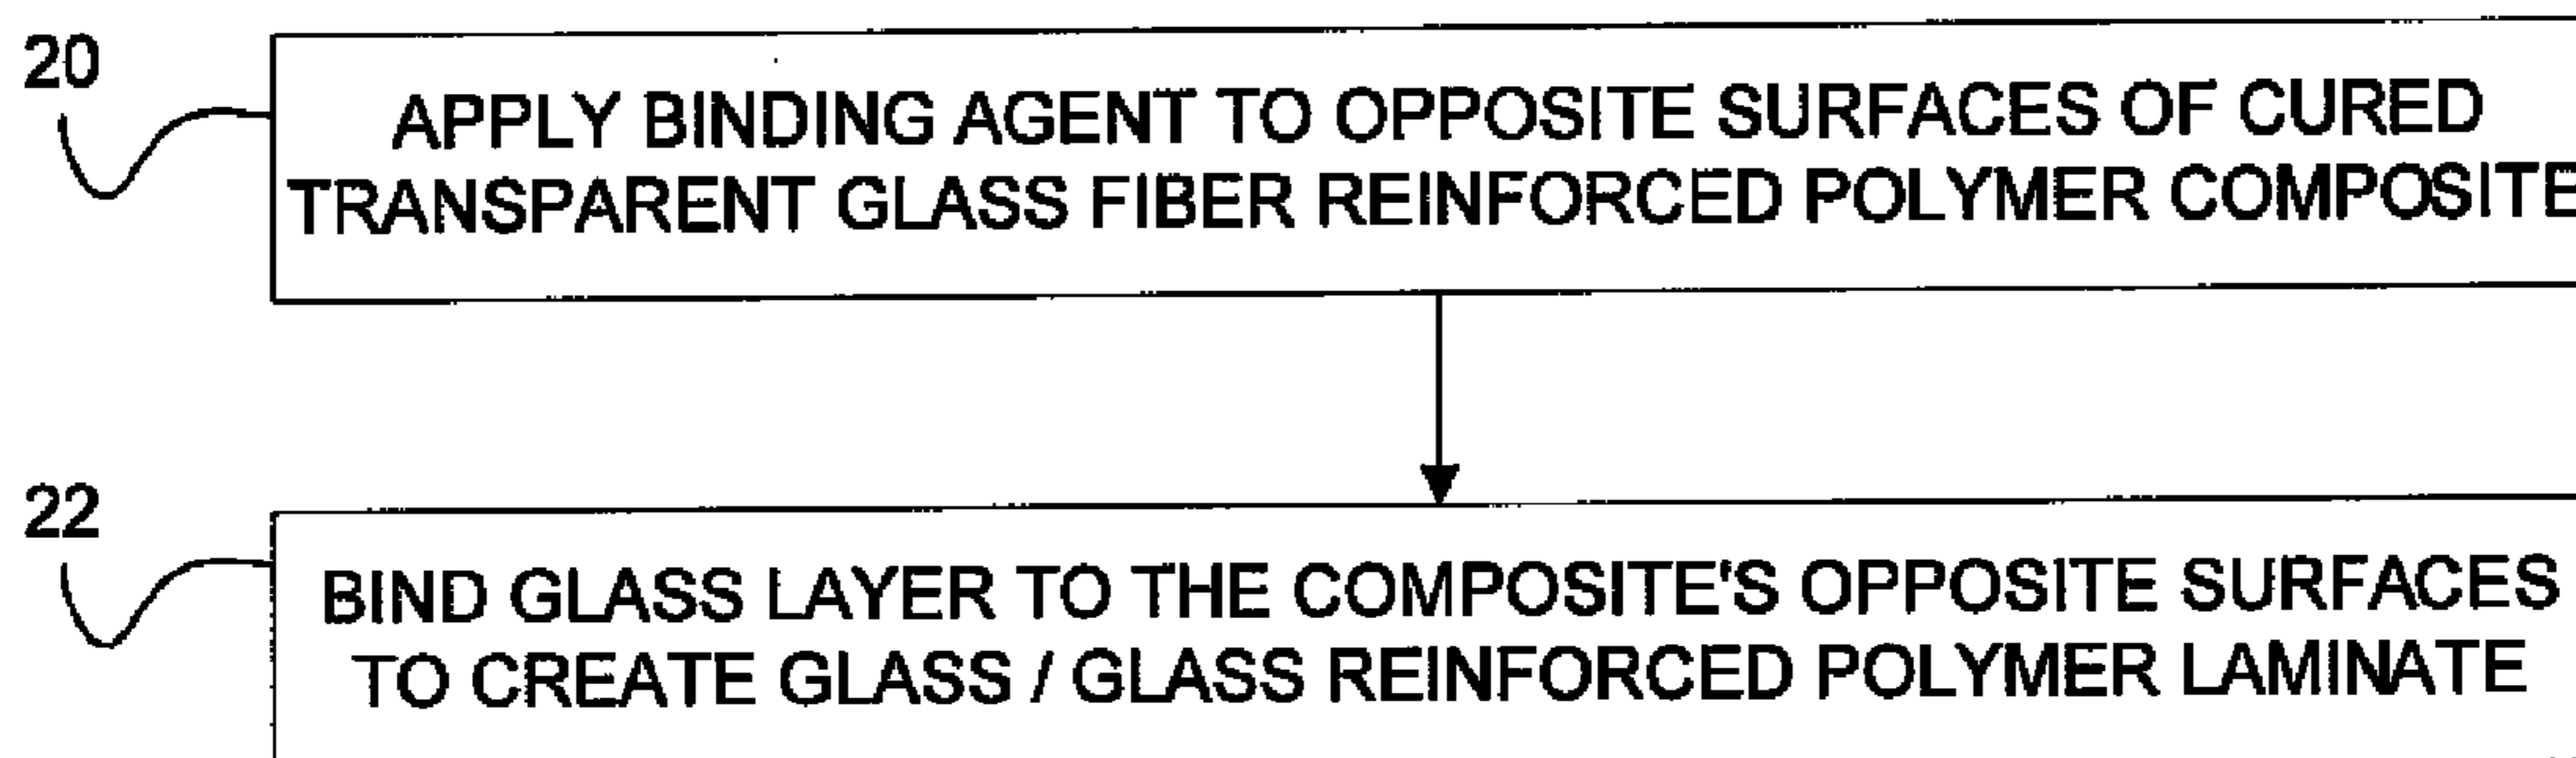 20
APPLY BINDING AGENT TO OPPOSITE SURFACES OF CURED
TRANSPARENT GLASS FIBER REINFORCED POLYMER COMPOSITE
22
BIND GLASS LAYER TO THE COMPOSITE'S OPPOSITE SURFACES
TO CREATE GLASS / GLASS REINFORCED POLYMER LAMINATE